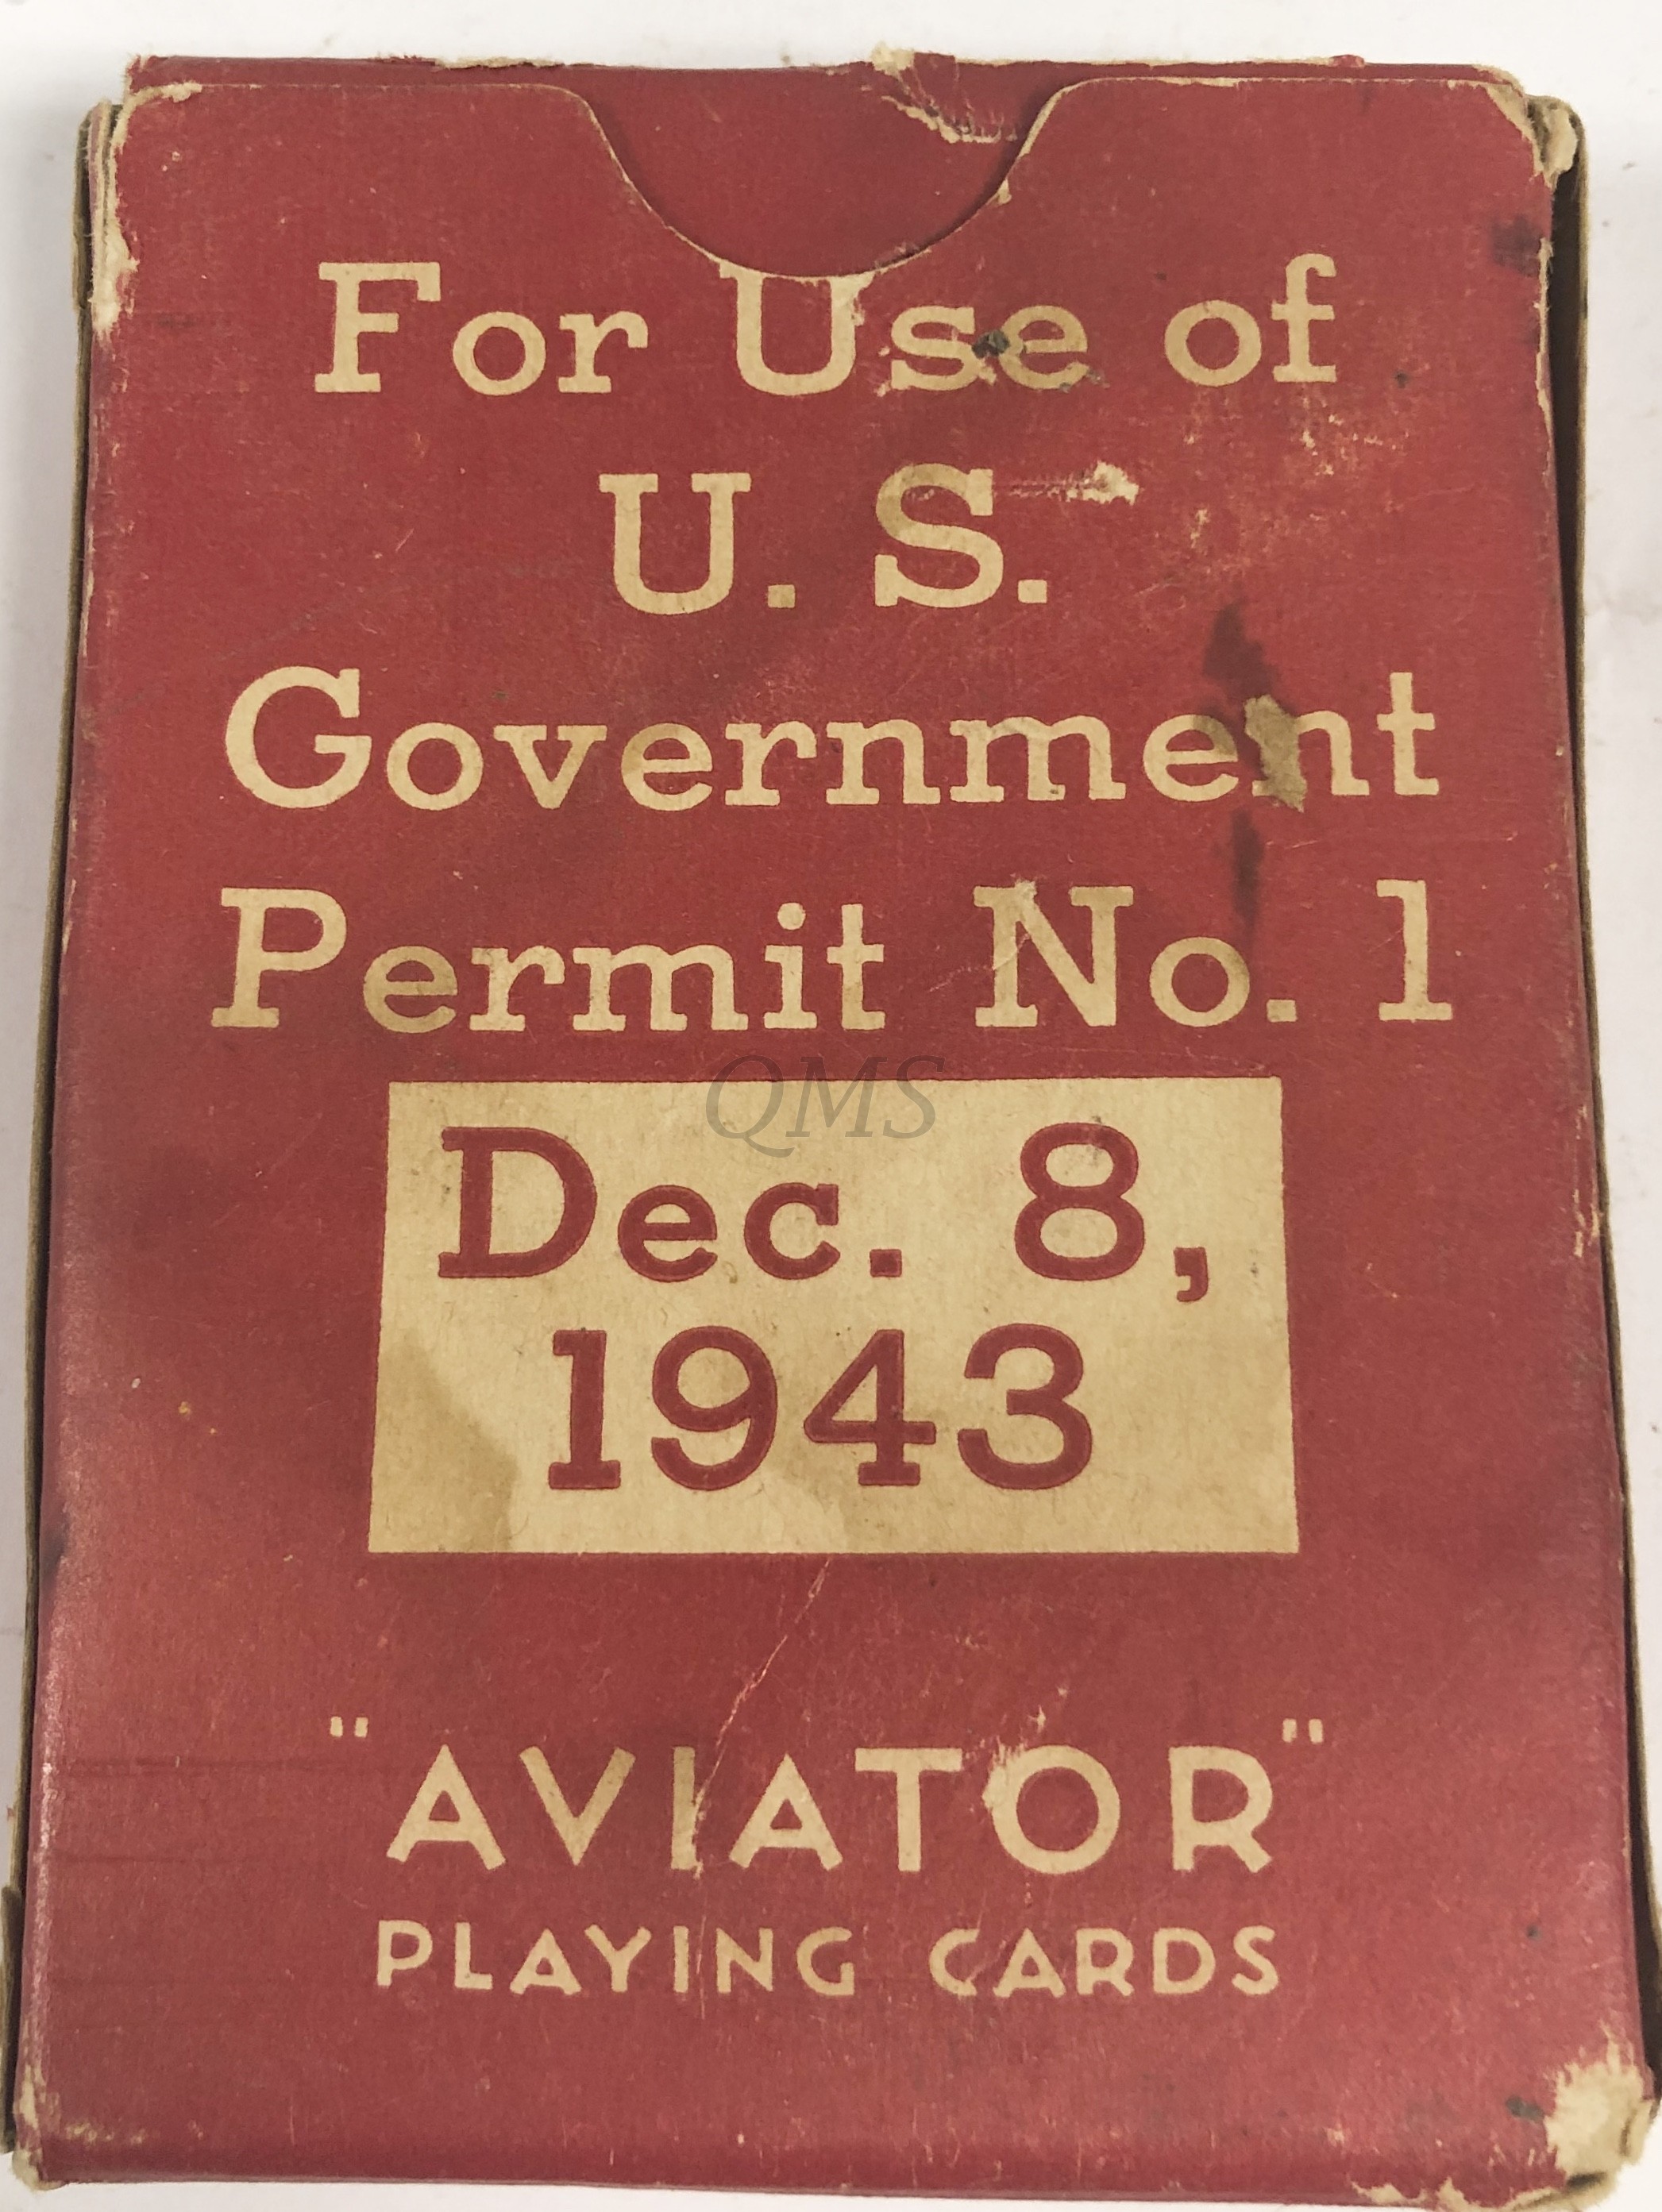 For Use of
U. S.
Government
Permit No. 1
QMS
Dec. 8,
1943
"AVIATOR"
PLAYING CARDS